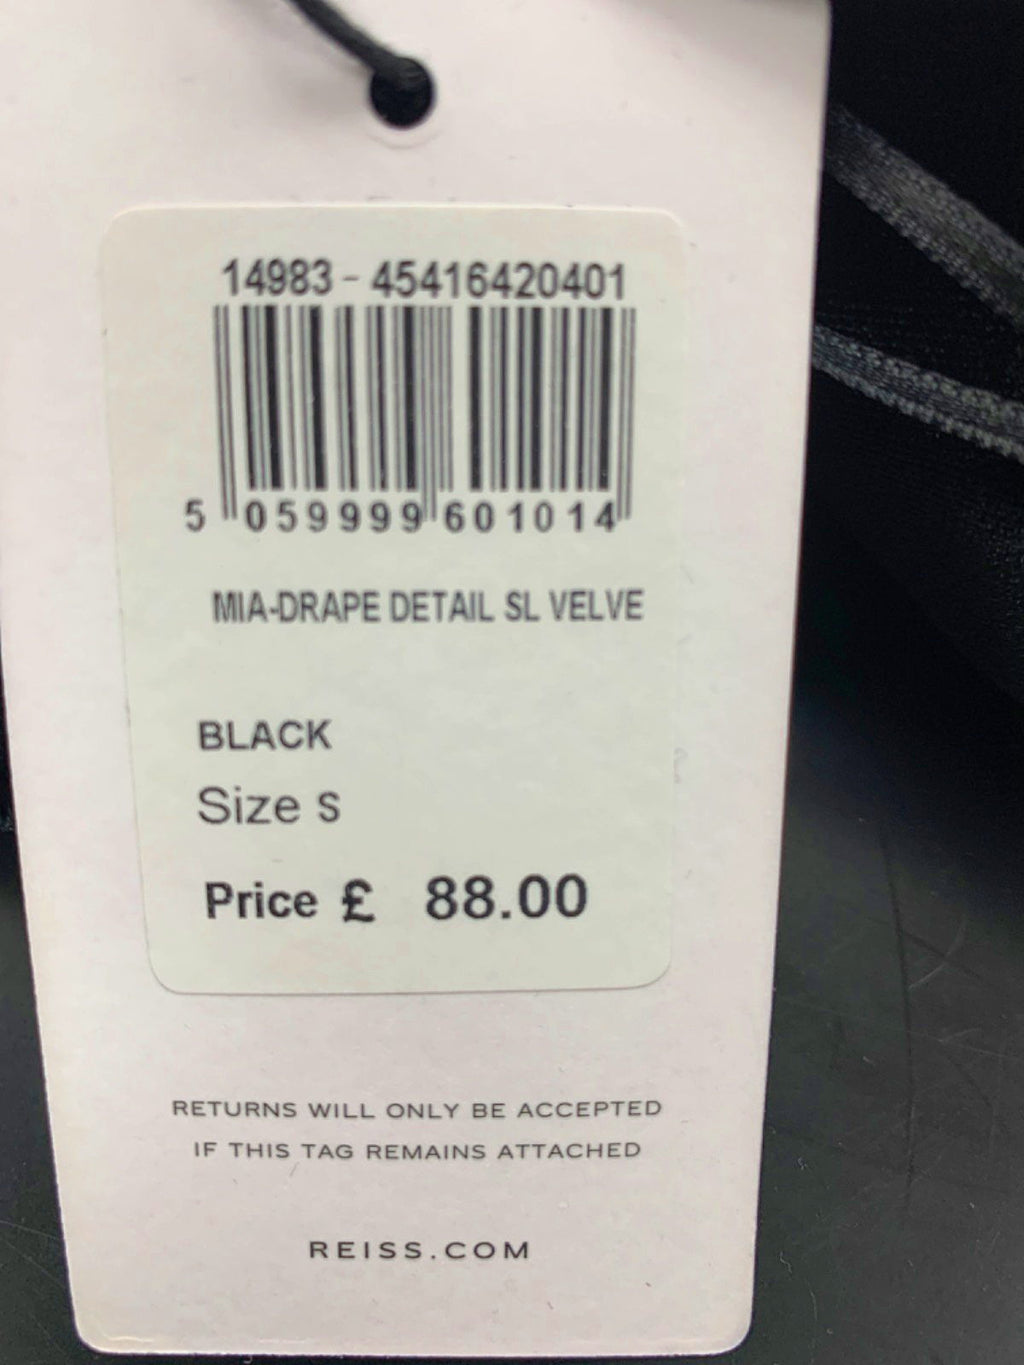 14983 - 45416420401
5 059999 601014
MIA-DRAPE DETAIL SL VELVE
BLACK
Size S
Price £ 88.00
RETURNS WILL ONLY BE ACCEPTED
IF THIS TAG REMAINS ATTACHED
REISS.COM